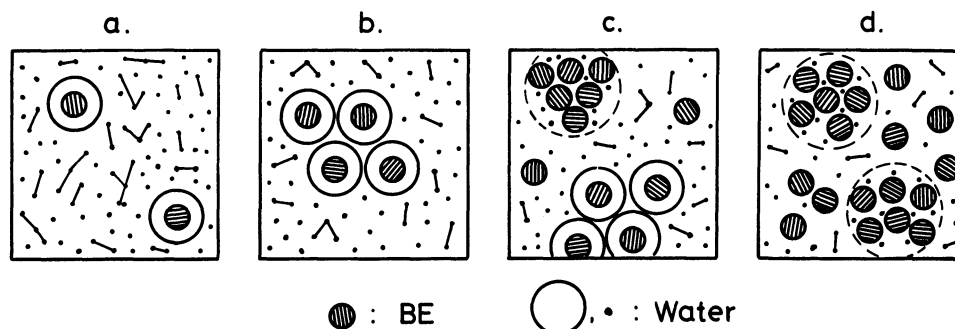 a. b. c. d.
: BE , • : Water